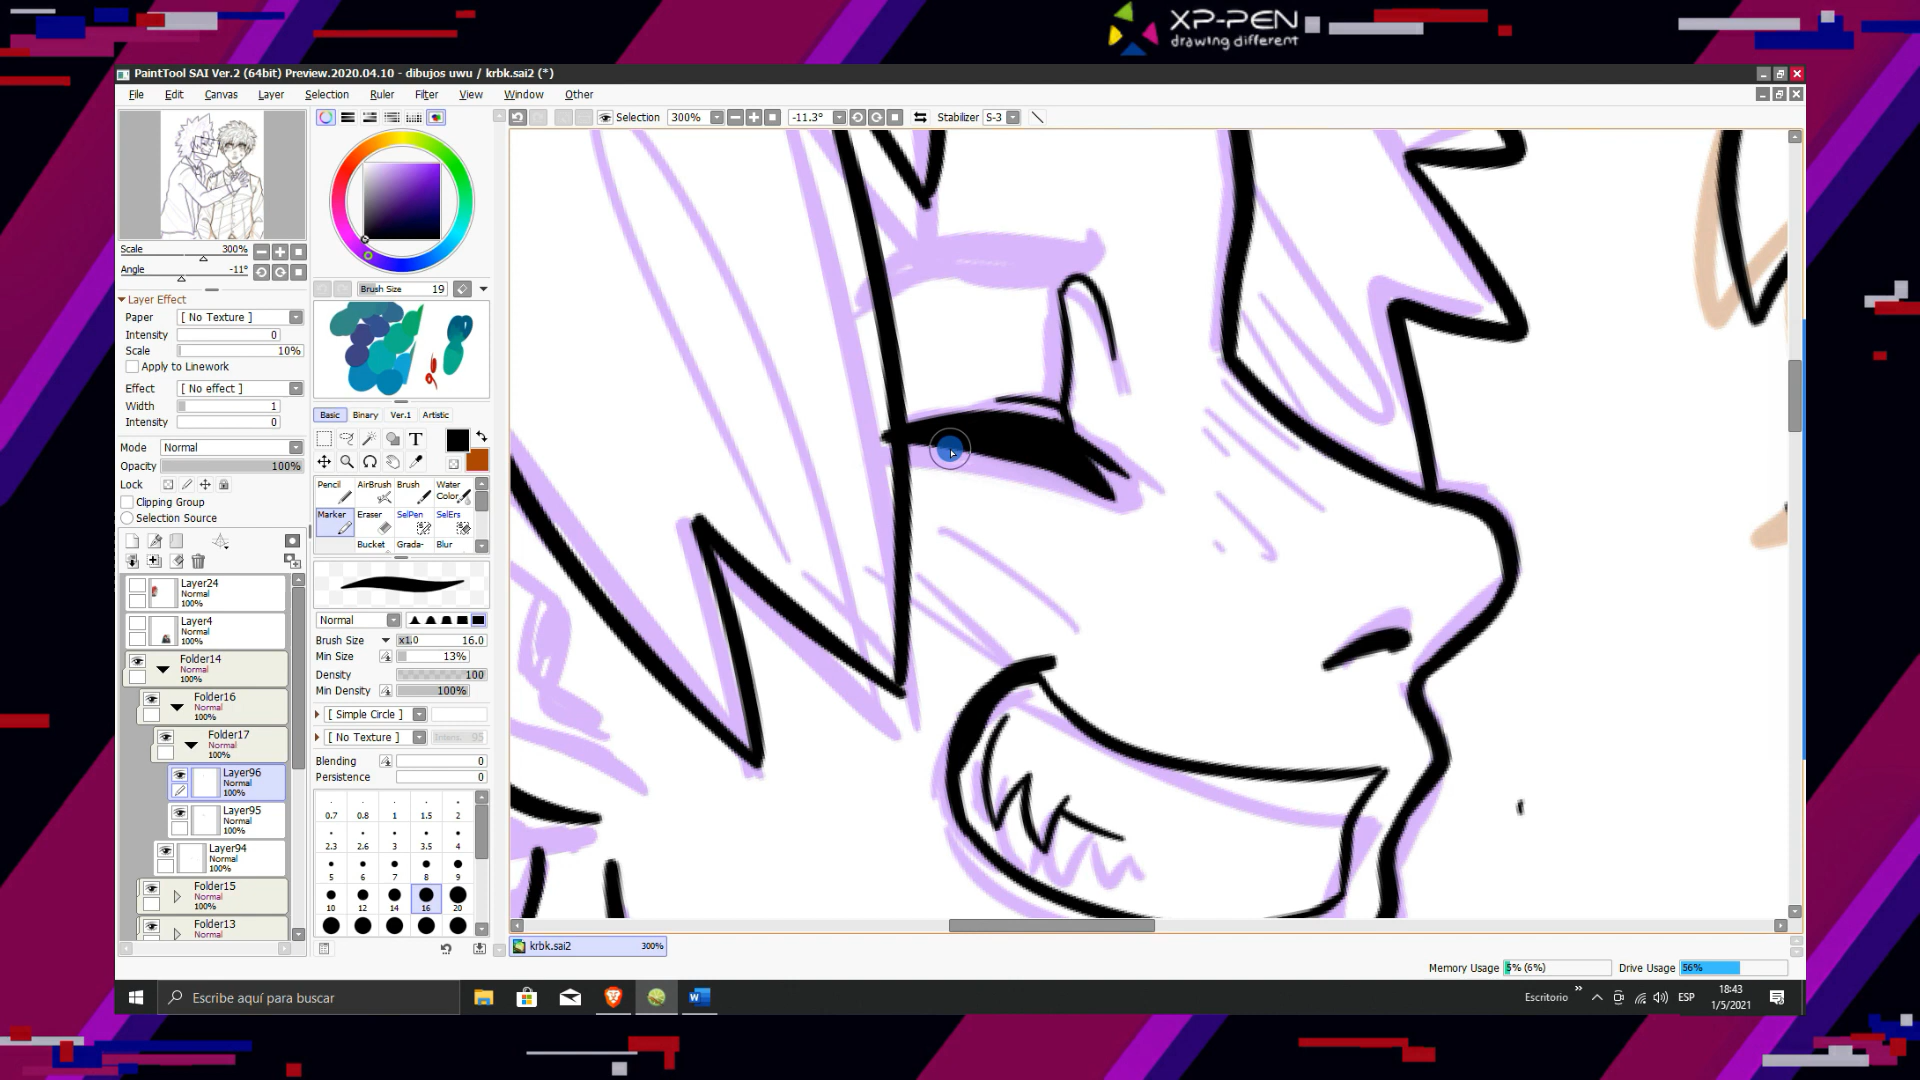 XP-PEN
drawing different
PaintTool SAI Ver.2 (64bit) Preview.2020.04.10 - dibujos uwu / krbk.sai2 (*)
File Edit Canvas Layer Selection Ruler Filter View Window Other
Selection 300% -11.3° Stabilizer S-3
Scale 300%
Angle -11°
Layer Effect
Paper [ No Texture ]
Intensity 0
Scale 10%
Apply to Linework
Effect [ No effect ]
Width 1
Intensity 0
Mode Normal
Opacity 100%
Lock
Clipping Group
Selection Source
Layer24
Normal
100%
Layer4
Normal
100%
Folder14
Normal
100%
Folder16
Normal
100%
Folder17
Normal
100%
Layer96
Normal
100%
Layer95
Normal
100%
Layer94
Normal
100%
Folder15
Normal
100%
Folder13
Normal
Brush Size 19
Basic Binary Ver.1 Artistic
T
Pencil AirBrush Brush Water Color
Marker Eraser SelPen SelErs
Bucket Grada- Blur
Normal
Brush Size x1.0 16.0
Min Size 13%
Density 100
Min Density 100%
[ Simple Circle ]
[ No Texture ] Intens. 95
Blending 0
Persistence 0
0.7 0.8 1 1.5 2
2.3 2.6 3 3.5 4
5 6 7 8 9
10 12 14 16 20
krbk.sai2 300%
Memory Usage 5% (6%) Drive Usage 56%
Escribe aquí para buscar
Escritorio » ESP
18:43
1/5/2021